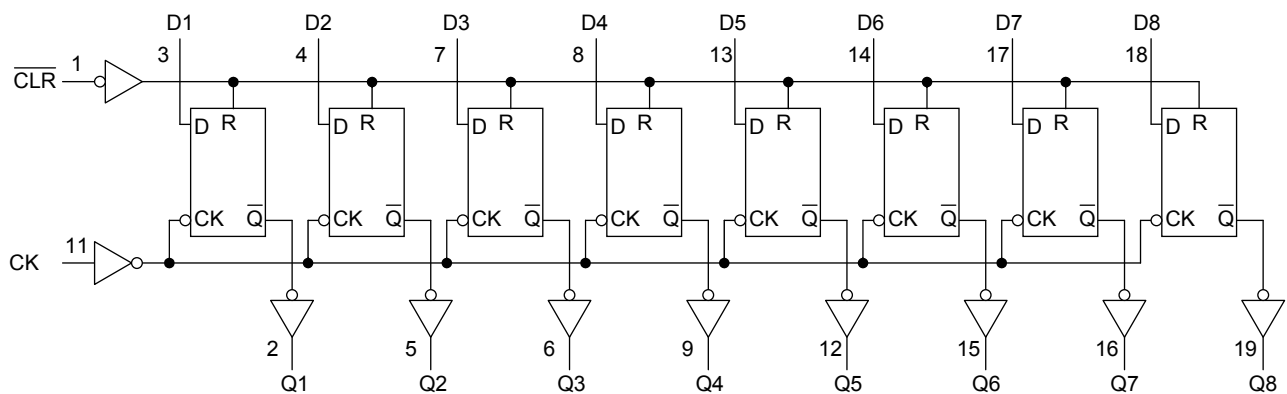 D1 D2 D3 D4 D5 D6 D7 D8
3 4 7 8 13 14 17 18
C̅L̅R̅ 1
D R D R D R D R D R D R D R D R
CK Q̅ CK Q̅ CK Q̅ CK Q̅ CK Q̅ CK Q̅ CK Q̅ CK Q̅
CK 11
2 5 6 9 12 15 16 19
Q1 Q2 Q3 Q4 Q5 Q6 Q7 Q8